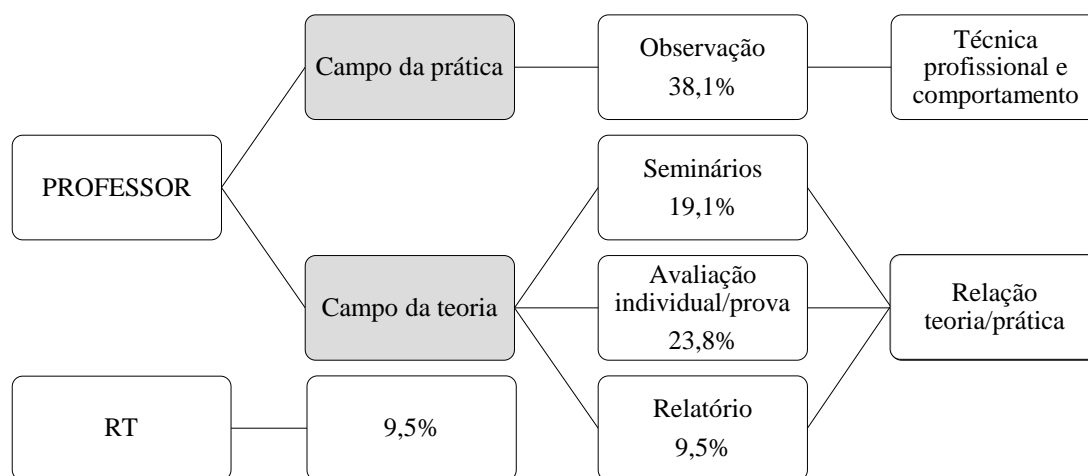 PROFESSOR
Campo da prática
Observação
38,1%
Técnica
profissional e
comportamento
Campo da teoria
Seminários
19,1%
Avaliação
individual/prova
23,8%
Relatório
9,5%
Relação
teoria/prática
RT
9,5%